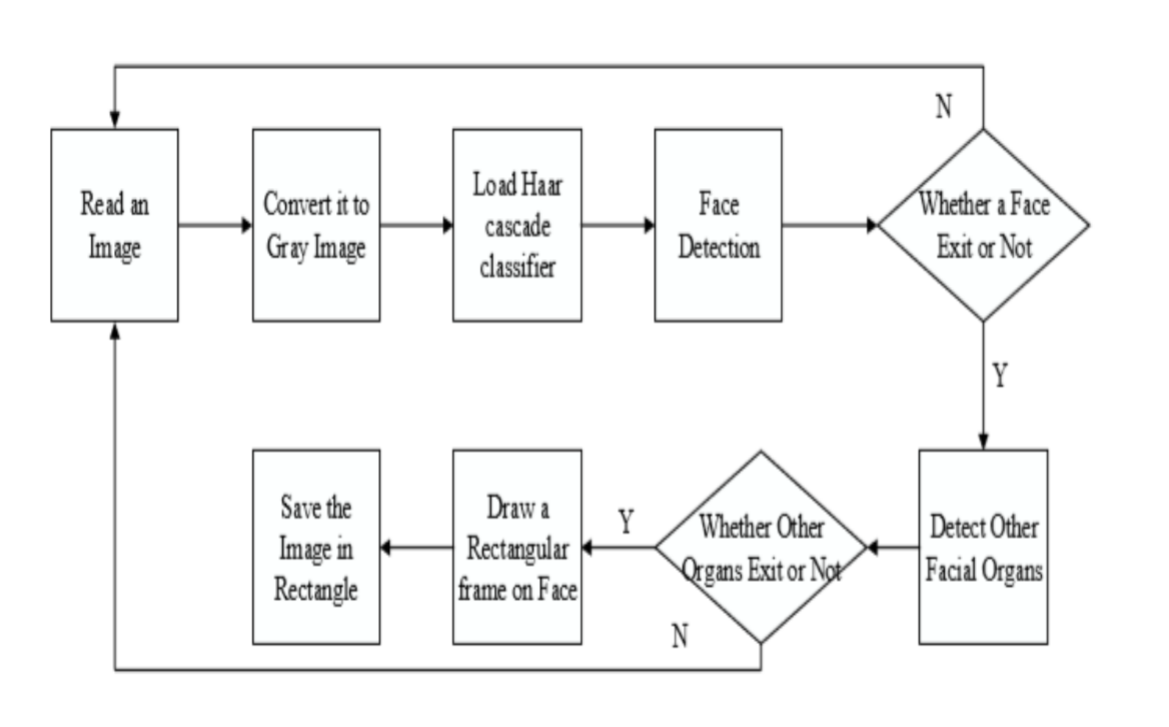 N
Read an
Image
Convert it to
Gray Image
Load Haar
cascade
classifier
Face
Detection
Whether a Face
Exit or Not
Y
Detect Other
Facial Organs
Whether Other
Organs Exit or Not
Y
N
Draw a
Rectangular
frame on Face
Save the
Image in
Rectangle